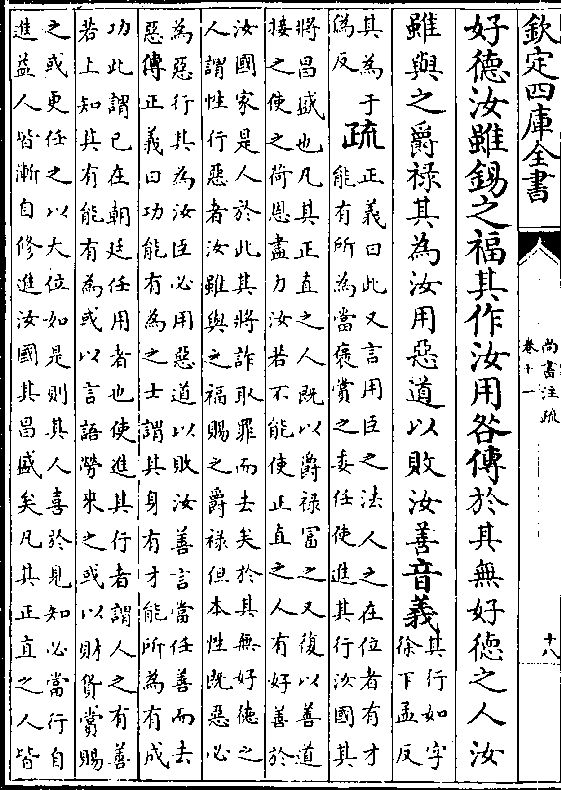 欽定四庫全書
尚書注疏
卷十一
十八
好德汝雖錫之福其作汝用咎傳於其無好德之人汝
雖與之爵祿其為汝用惡道以敗汝善音義
其行如字
徐下孟反
其為于
偽反
疏
正義曰此又言用臣之法人之在位者有才
能有所為當褒賞之委任使進其行汝國其
將昌盛也凡其正直之人既以爵祿富之又復以善道
接之使之荷恩盡力汝若不能使正直之人有好善於
汝國家是人於此其將詐取罪而去矣於其無好德之
人謂性行惡者汝雖與之福賜之爵祿但本性既惡必
為惡行其為汝臣必用惡道以敗汝善言當任善而去
惡傳正義曰功能有為之士謂其身有才能所為有成
功此謂已在朝廷任用者也使進其行者謂人之有善
若上知其有能有為或以言語勞來之或以財貨賞賜
之或更任之以大位如是則其人喜於見知必當行自
進益人皆漸自修進汝國其昌盛矣凡其正直之人皆